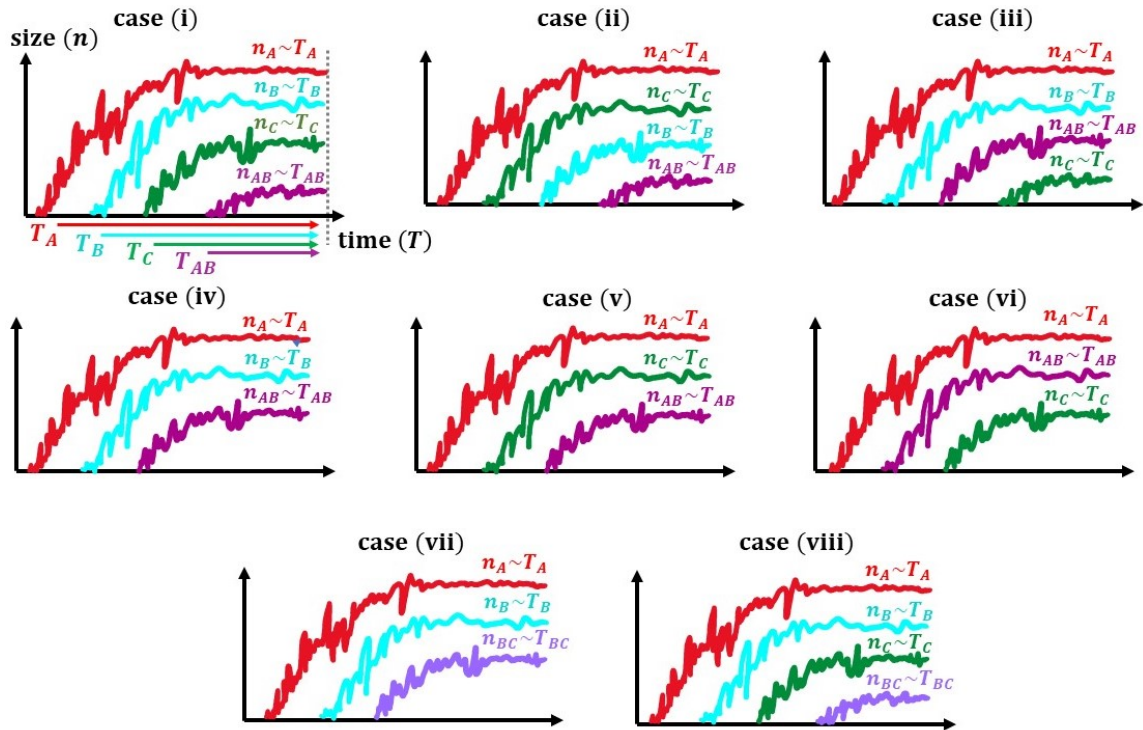 case (i)
size (n)
n_A~T_A
n_B~T_B
n_C~T_C
n_AB~T_AB
T_A
T_B
T_C
T_AB
time (T)
case (ii)
n_A~T_A
n_C~T_C
n_B~T_B
n_AB~T_AB
case (iii)
n_A~T_A
n_B~T_B
n_AB~T_AB
n_C~T_C
case (iv)
n_A~T_A
n_B~T_B
n_AB~T_AB
case (v)
n_A~T_A
n_C~T_C
n_AB~T_AB
case (vi)
n_A~T_A
n_AB~T_AB
n_C~T_C
case (vii)
n_A~T_A
n_B~T_B
n_BC~T_BC
case (viii)
n_A~T_A
n_B~T_B
n_C~T_C
n_BC~T_BC